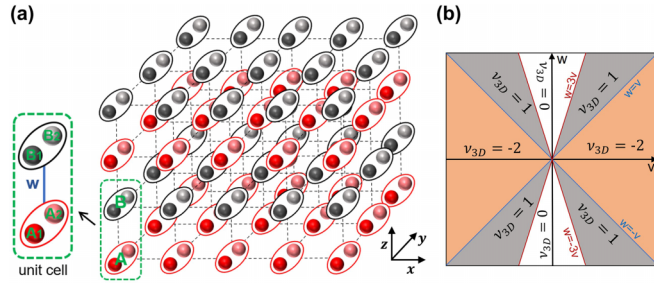 (a)
B₁
B₂
w
A₁
A₂
unit cell
B
A
z
y
x
(b)
w
ν3D = 0
w=3v
w=v
ν3D = 1
ν3D = 1
ν3D = -2
ν3D = -2
v
ν3D = 1
ν3D = 0
ν3D = 1
w=-3v
w=-v